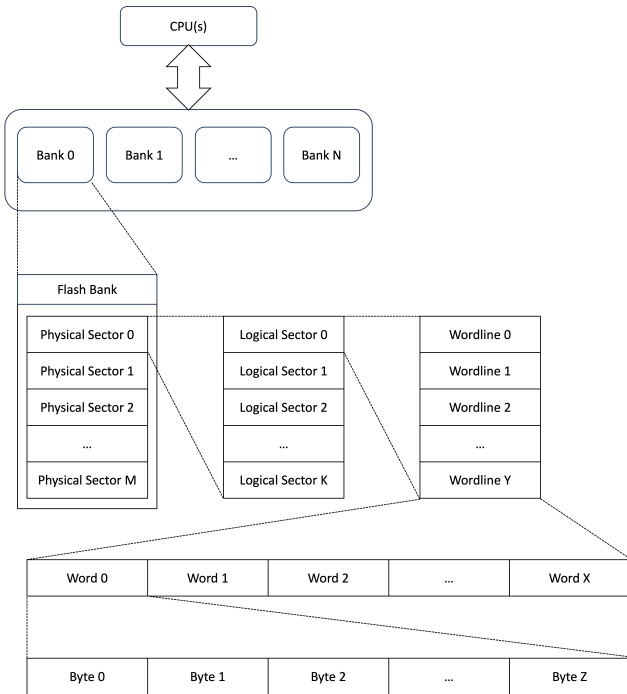 CPU(s)
Bank 0 Bank 1 ... Bank N
Flash Bank
Physical Sector 0 Logical Sector 0 Wordline 0
Physical Sector 1 Logical Sector 1 Wordline 1
Physical Sector 2 Logical Sector 2 Wordline 2
... ... ...
Physical Sector M Logical Sector K Wordline Y
Word 0 Word 1 Word 2 ... Word X
Byte 0 Byte 1 Byte 2 ... Byte Z